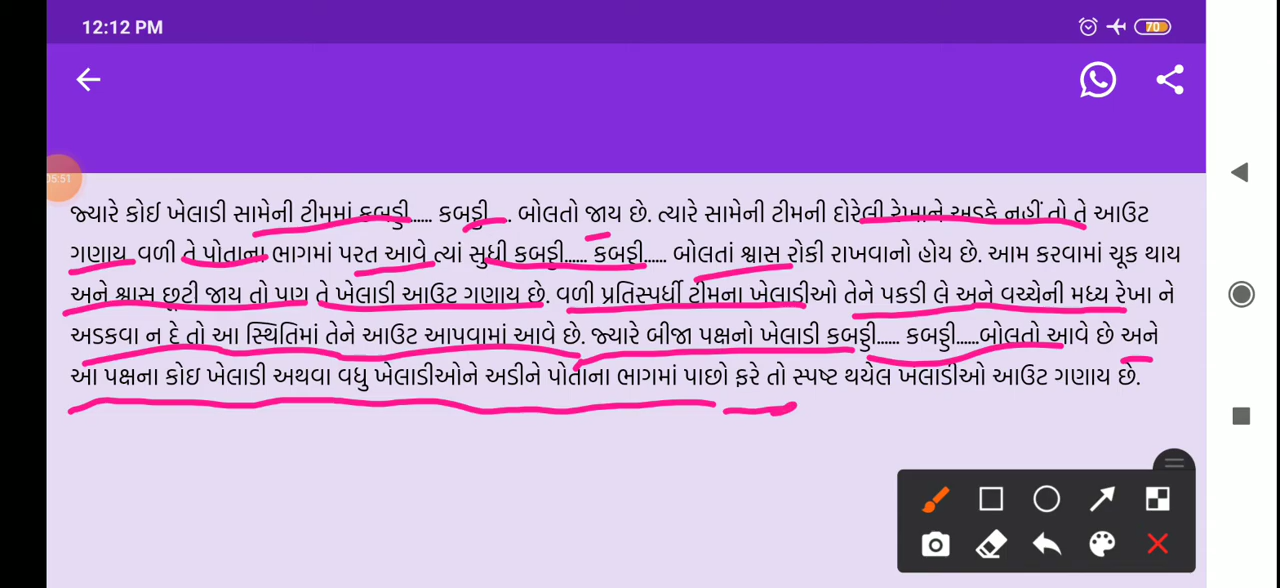 12:12 PM
70
05:51
જ્યારે કોઈ ખેલાડી સામેની ટીમમાં કબડ્ડી...... કબડ્ડી.... બોલતો જાય છે. ત્યારે સામેની ટીમની દોરેલી રેખાને અડકે નહીં તો તે આઉટ
ગણાય વળી તે પોતાના ભાગમાં પરત આવે ત્યાં સુધી કબડ્ડી...... કબડ્ડી...... બોલતાં શ્વાસ રોકી રાખવાનો હોય છે. આમ કરવામાં ચૂક થાય
અને શ્વાસ છૂટી જાય તો પણ તે ખેલાડી આઉટ ગણાય છે. વળી પ્રતિસ્પર્ધી ટીમના ખેલાડીઓ તેને પકડી લે અને વચ્ચેની મધ્ય રેખા ને
અડકવા ન દે તો આ સ્થિતિમાં તેને આઉટ આપવામાં આવે છે. જ્યારે બીજા પક્ષનો ખેલાડી કબડ્ડી...... કબડ્ડી......બોલતો આવે છે અને
આ પક્ષના કોઇ ખેલાડી અથવા વધુ ખેલાડીઓને અડીને પોતાના ભાગમાં પાછો ફરે તો સ્પષ્ટ થયેલ ખેલાડીઓ આઉટ ગણાય છે.